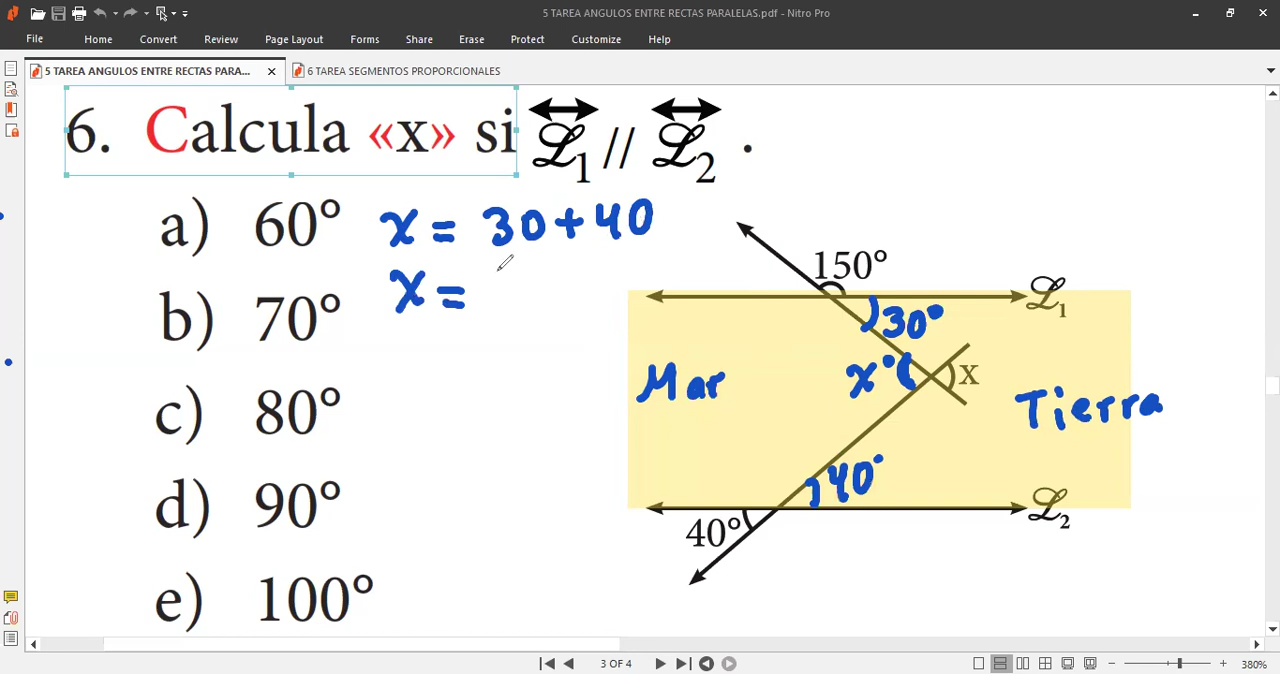 5 TAREA ANGULOS ENTRE RECTAS PARALELAS.pdf - Nitro Pro
File Home Convert Review Page Layout Forms Share Erase Protect Customize Help
5 TAREA ANGULOS ENTRE RECTAS PARA... 6 TAREA SEGMENTOS PROPORCIONALES
6. Calcula «x» si ℒ1 // ℒ2 .
a) 60°
x = 30+40
b) 70°
x =
c) 80°
d) 90°
e) 100°
150°
ℒ1
30°
x° x
Mar
Tierra
40°
ℒ2
40°
3 OF 4
380%